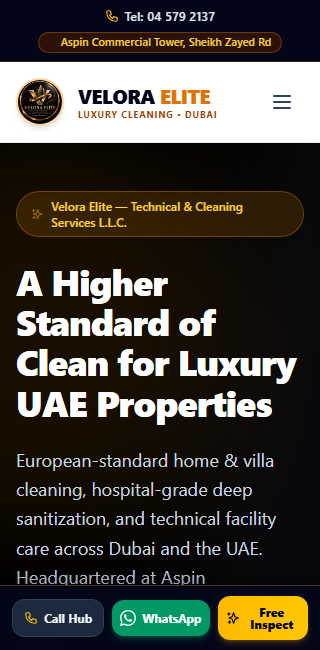 Tel: 04 579 2137
Aspin Commercial Tower, Sheikh Zayed Rd
VELORA ELITE
LUXURY CLEANING • DUBAI
Velora Elite — Technical & Cleaning
Services L.L.C.
A Higher
Standard of
Clean for Luxury
UAE Properties
European-standard home & villa
cleaning, hospital-grade deep
sanitization, and technical facility
care across Dubai and the UAE.
Headquartered at Aspin
Call Hub
WhatsApp
Free
Inspect